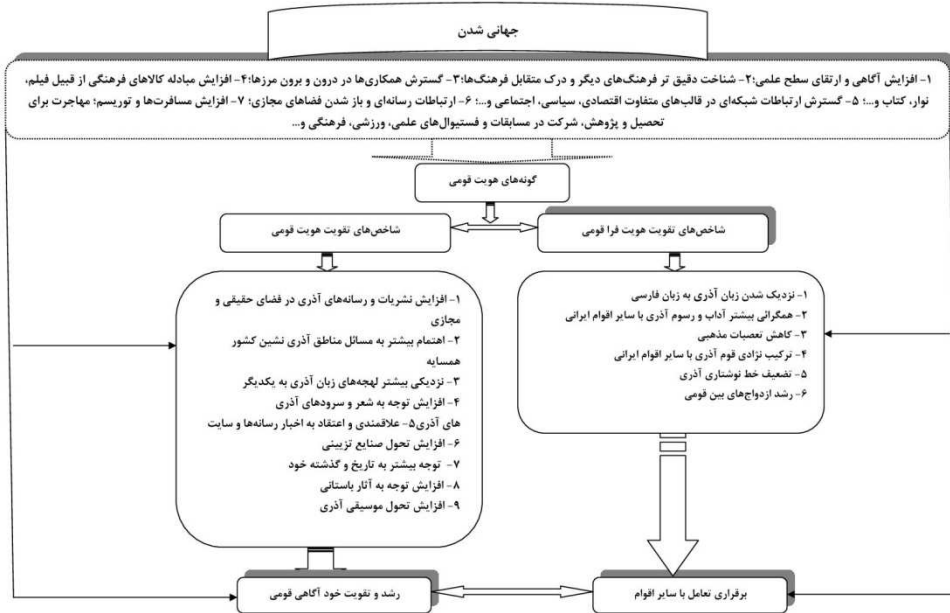 جهانی شدن
۱- افزایش آگاهی و ارتقای سطح علمی؛۲- شناخت دقیق تر فرهنگ‌های دیگر و درک متقابل فرهنگ‌ها؛۳- گسترش همکاری‌ها در درون و برون مرزها؛۴- افزایش مبادله کالاهای فرهنگی از قبیل فیلم،
نوار، کتاب و...؛ ۵- گسترش ارتباطات شبکه‌ای در قالب‌های متفاوت اقتصادی، سیاسی، اجتماعی و...؛ ۶- ارتباطات رسانه‌ای و باز شدن فضاهای مجازی؛ ۷- افزایش مسافرت‌ها و توریسم؛ مهاجرت برای
تحصیل و پژوهش، شرکت در مسابقات و فستیوال‌های علمی، ورزشی، فرهنگی و...
گونه‌های هویت قومی
شاخص‌های تقویت هویت فرا قومی
شاخص‌های تقویت هویت قومی
۱- نزدیک شدن زبان آذری به زبان فارسی
۲- همگرائی بیشتر آداب و رسوم آذری با سایر اقوام ایرانی
۳- کاهش تعصبات مذهبی
۴- ترکیب نژادی قوم آذری با سایر اقوام ایرانی
۵- تضعیف خط نوشتاری آذری
۶- رشد ازدواج‌های بین قومی
۱- افزایش نشریات و رسانه‌های آذری در فضای حقیقی و
مجازی
۲- اهتمام بیشتر به مسائل مناطق آذری نشین کشور
همسایه
۳- نزدیکی بیشتر لهجه‌های زبان آذری به یکدیگر
۴- افزایش توجه به شعر و سرودهای آذری
های آذری۵- علاقمندی و اعتقاد به اخبار رسانه‌ها و سایت
۶- افزایش تحول صنایع تزیینی
۷- توجه بیشتر به تاریخ و گذشته خود
۸- افزایش توجه به آثار باستانی
۹- افزایش تحول موسیقی آذری
برقراری تعامل با سایر اقوام
رشد و تقویت خود آگاهی قومی